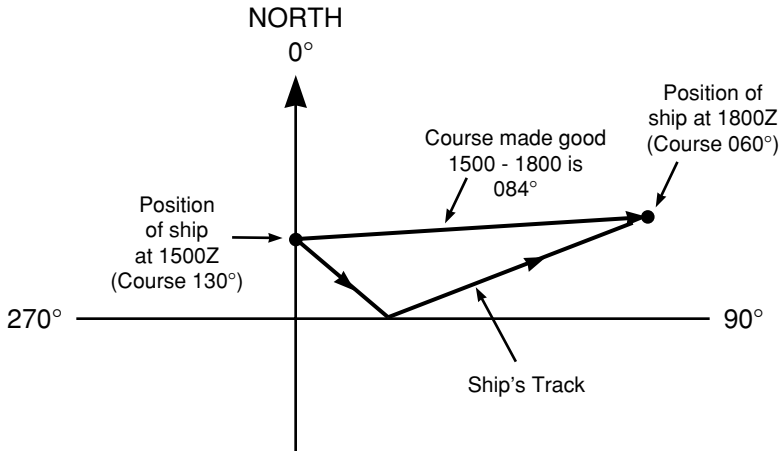 NORTH
0°
Position of
ship at 1800Z
(Course 060°)
Course made good
1500 - 1800 is
084°
Position
of ship
at 1500Z
(Course 130°)
270°
90°
Ship's Track